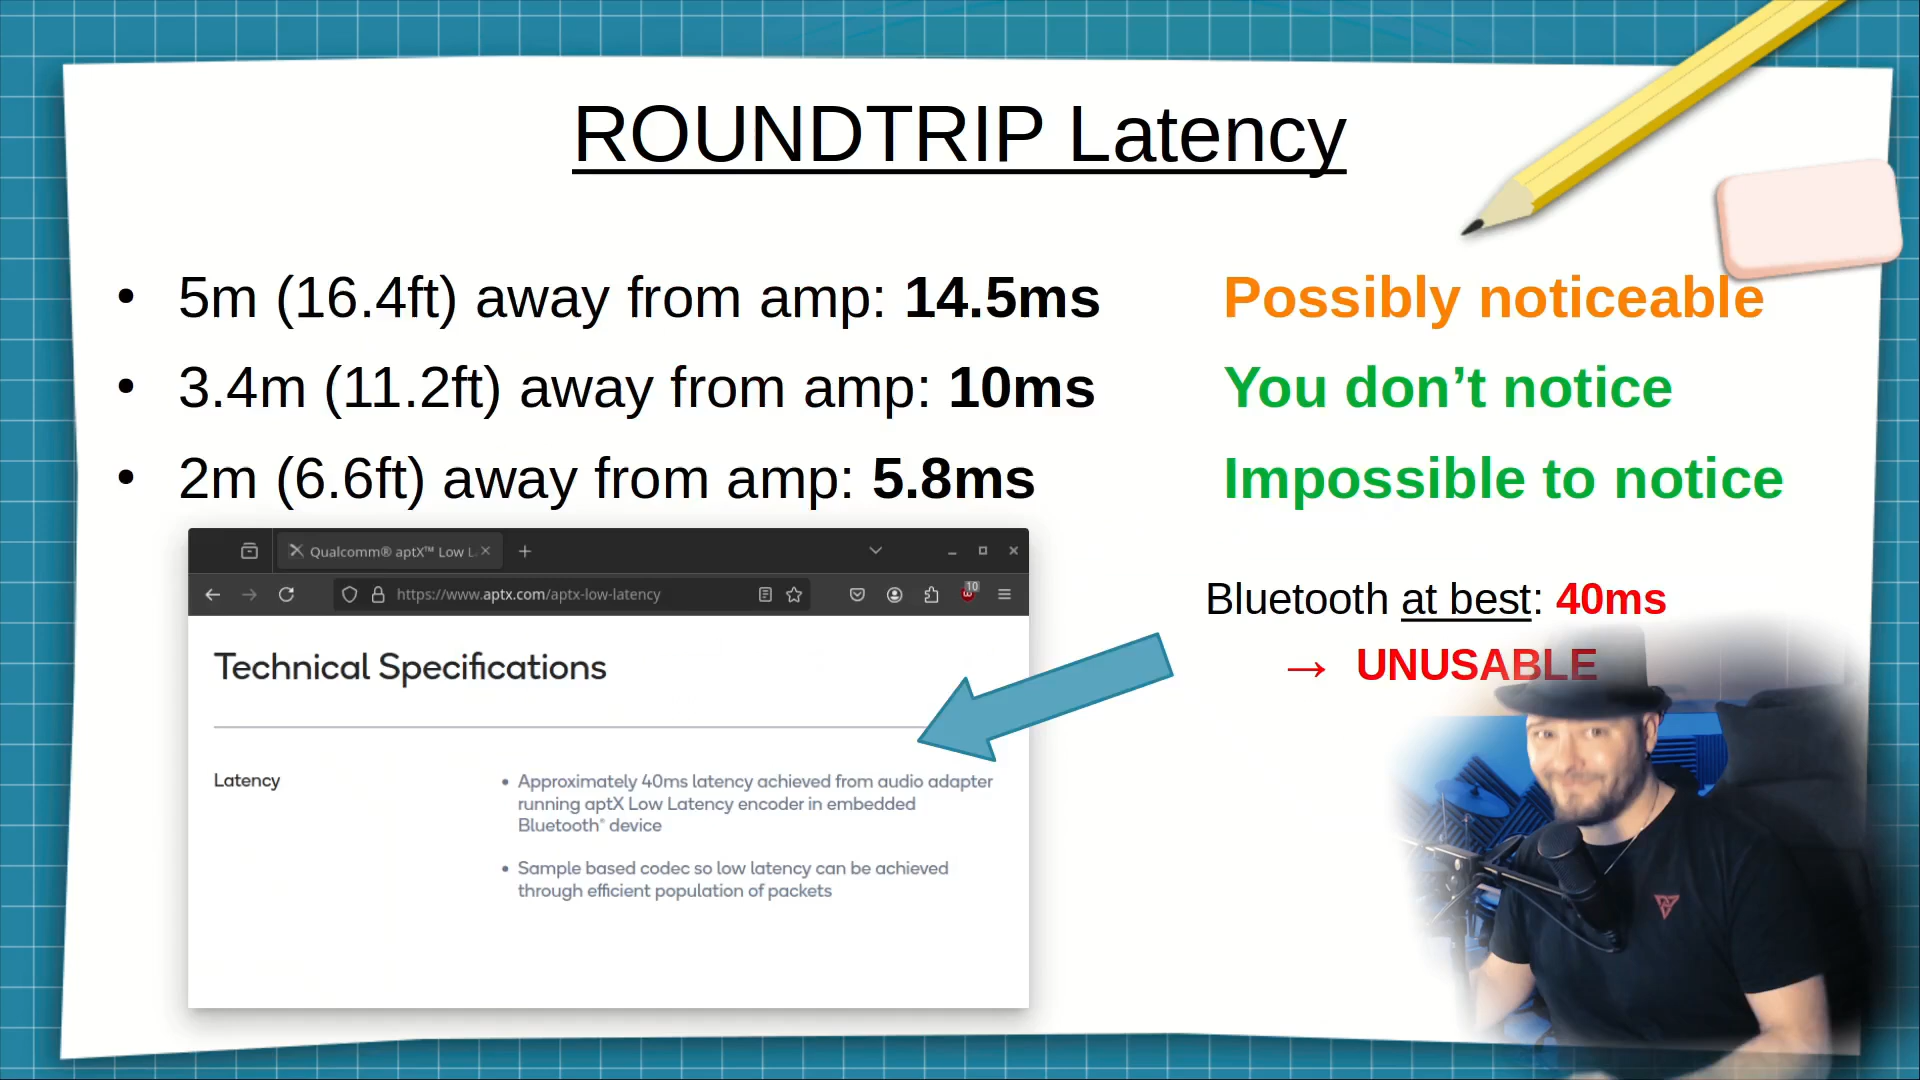 ROUNDTRIP Latency
• 5m (16.4ft) away from amp: 14.5ms Possibly noticeable
• 3.4m (11.2ft) away from amp: 10ms You don’t notice
• 2m (6.6ft) away from amp: 5.8ms Impossible to notice
Qualcomm® aptX™ Low L
https://www.aptx.com/aptx-low-latency
10
Technical Specifications
Latency
• Approximately 40ms latency achieved from audio adapter
running aptX Low Latency encoder in embedded
Bluetooth® device
• Sample based codec so low latency can be achieved
through efficient population of packets
Bluetooth at best: 40ms
→ UNUSABLE